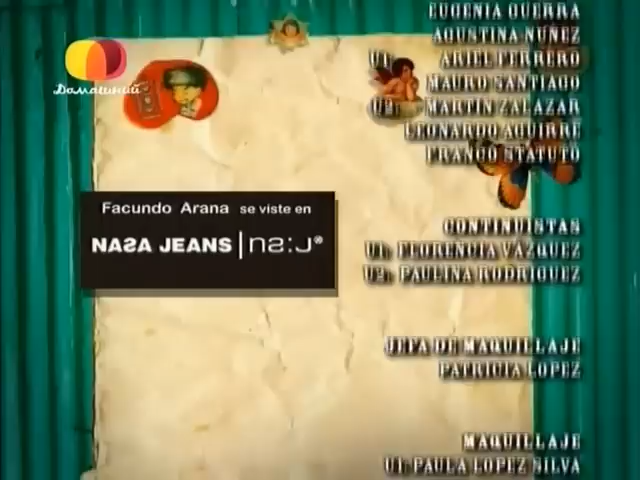 Домашний
EUGENIA GUERRA
AGUSTINA NUÑEZ
U1: ARIEL FERRERO
MAURO SANTIAGO
U2: MARTIN ZALAZAR
LEONARDO AGUIRRE
FRANCO STATUTO
Facundo Arana se viste en
NASA JEANS | ns:J®
CONTINUISTAS
U1: FLORENCIA VAZQUEZ
U2: PAULINA RODRIGUEZ
JEFA DE MAQUILLAJE
PATRICIA LOPEZ
MAQUILLAJE
U1: PAULA LOPEZ SILVA